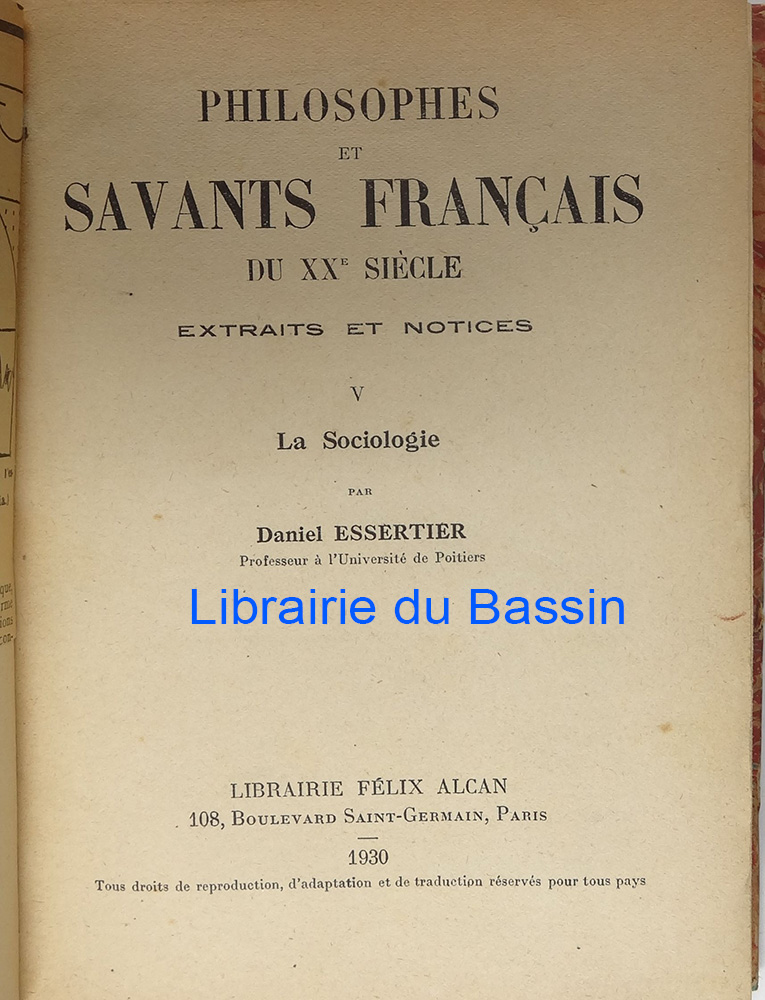 PHILOSOPHES
ET
SAVANTS FRANÇAIS
DU XXE SIÈCLE
EXTRAITS ET NOTICES
V
La Sociologie
PAR
Daniel ESSERTIER
Professeur à l'Université de Poitiers
Librairie du Bassin
LIBRAIRIE FÉLIX ALCAN
108, BOULEVARD SAINT-GERMAIN, PARIS
1930
Tous droits de reproduction, d'adaptation et de traduction réservés pour tous pays